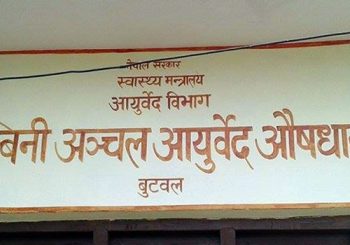 नेपाल सरकार
स्वास्थ्य मन्त्रालय
आयुर्वेद विभाग
बिनी अञ्चल आयुर्वेद औषधा
बुटवल